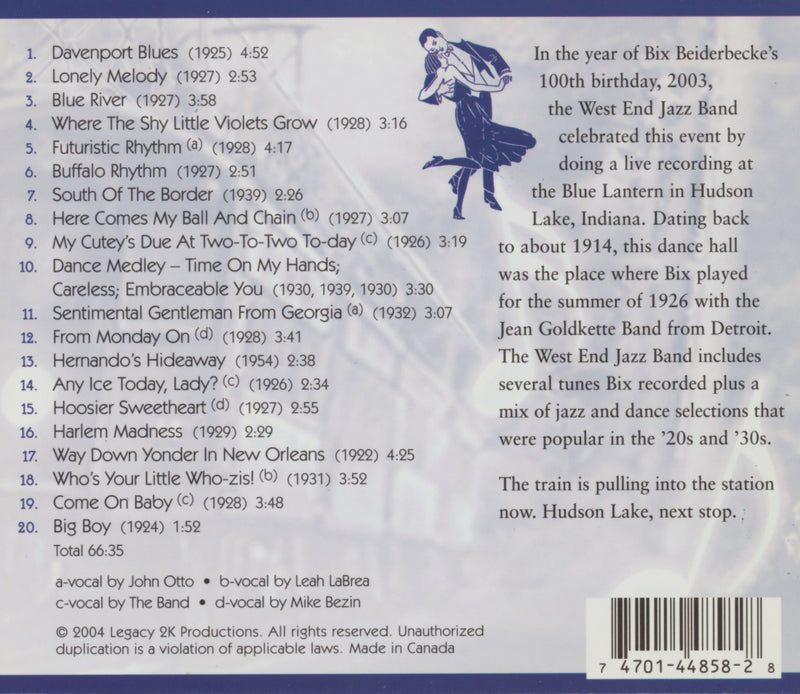 1. Davenport Blues (1925) 4:52
2. Lonely Melody (1927) 2:53
3. Blue River (1927) 3:58
4. Where The Shy Little Violets Grow (1928) 3:16
5. Futuristic Rhythm (a) (1928) 4:17
6. Buffalo Rhythm (1927) 2:51
7. South Of The Border (1939) 2:26
8. Here Comes My Ball And Chain (b) (1927) 3:07
9. My Cutey's Due At Two-To-Two To-day (c) (1926) 3:19
10. Dance Medley – Time On My Hands;
Careless; Embraceable You (1930, 1939, 1930) 3:30
11. Sentimental Gentleman From Georgia (a) (1932) 3:07
12. From Monday On (d) (1928) 3:41
13. Hernando's Hideaway (1954) 2:38
14. Any Ice Today, Lady? (c) (1926) 2:34
15. Hoosier Sweetheart (d) (1927) 2:55
16. Harlem Madness (1929) 2:29
17. Way Down Yonder In New Orleans (1922) 4:25
18. Who's Your Little Who-zis! (b) (1931) 3:52
19. Come On Baby (c) (1928) 3:48
20. Big Boy (1924) 1:52
Total 66:35
a-vocal by John Otto • b-vocal by Leah LaBrea
c-vocal by The Band • d-vocal by Mike Bezin
© 2004 Legacy 2K Productions. All rights reserved. Unauthorized
duplication is a violation of applicable laws. Made in Canada
In the year of Bix Beiderbecke's
100th birthday, 2003,
the West End Jazz Band
celebrated this event by
doing a live recording at
the Blue Lantern in Hudson
Lake, Indiana. Dating back
to about 1914, this dance hall
was the place where Bix played
for the summer of 1926 with the
Jean Goldkette Band from Detroit.
The West End Jazz Band includes
several tunes Bix recorded plus a
mix of jazz and dance selections that
were popular in the '20s and '30s.
The train is pulling into the station
now. Hudson Lake, next stop.
7 4701-44858-2 8